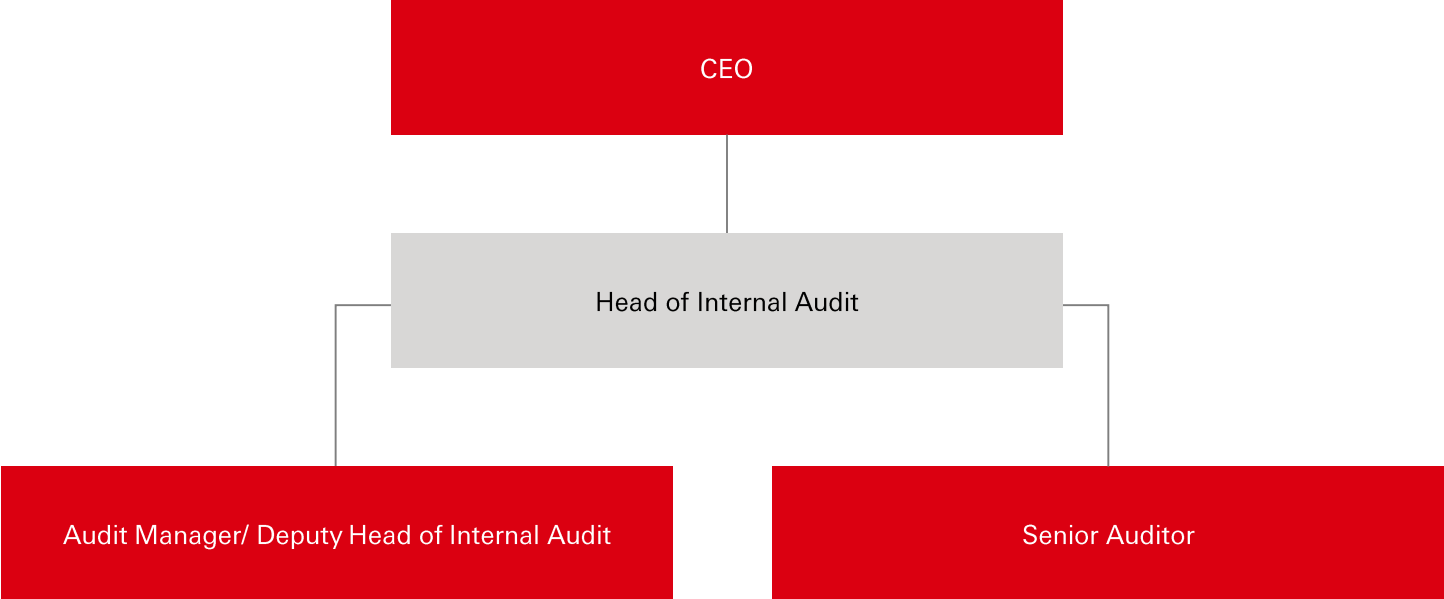 CEO
Head of Internal Audit
Audit Manager/ Deputy Head of Internal Audit
Senior Auditor